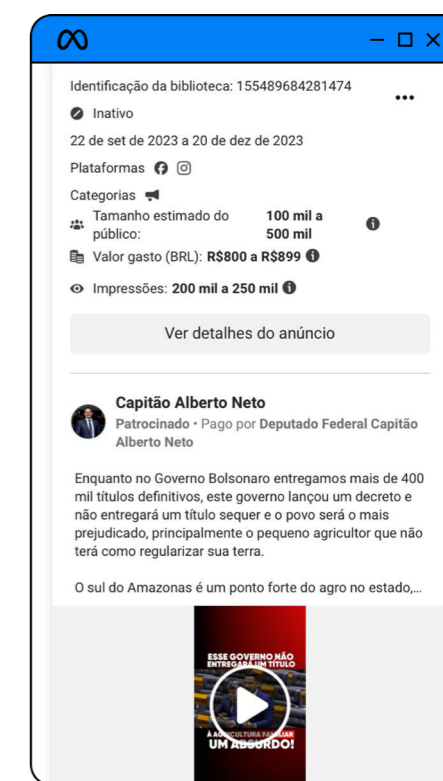 Identificação da biblioteca: 155489684281474
Inativo
22 de set de 2023 a 20 de dez de 2023
Plataformas
Categorias
Tamanho estimado do público: 100 mil a 500 mil
Valor gasto (BRL): R$800 a R$899
Impressões: 200 mil a 250 mil
Ver detalhes do anúncio
Capitão Alberto Neto
Patrocinado • Pago por Deputado Federal Capitão
Alberto Neto
Enquanto no Governo Bolsonaro entregamos mais de 400
mil títulos definitivos, este governo lançou um decreto e
não entregará um título sequer e o povo será o mais
prejudicado, principalmente o pequeno agricultor que não
terá como regularizar sua terra.
O sul do Amazonas é um ponto forte do agro no estado,...
ESSE GOVERNO NÃO
ENTREGARÁ UM TÍTULO
À AGRICULTURA FAMILIAR
UM ABSURDO!